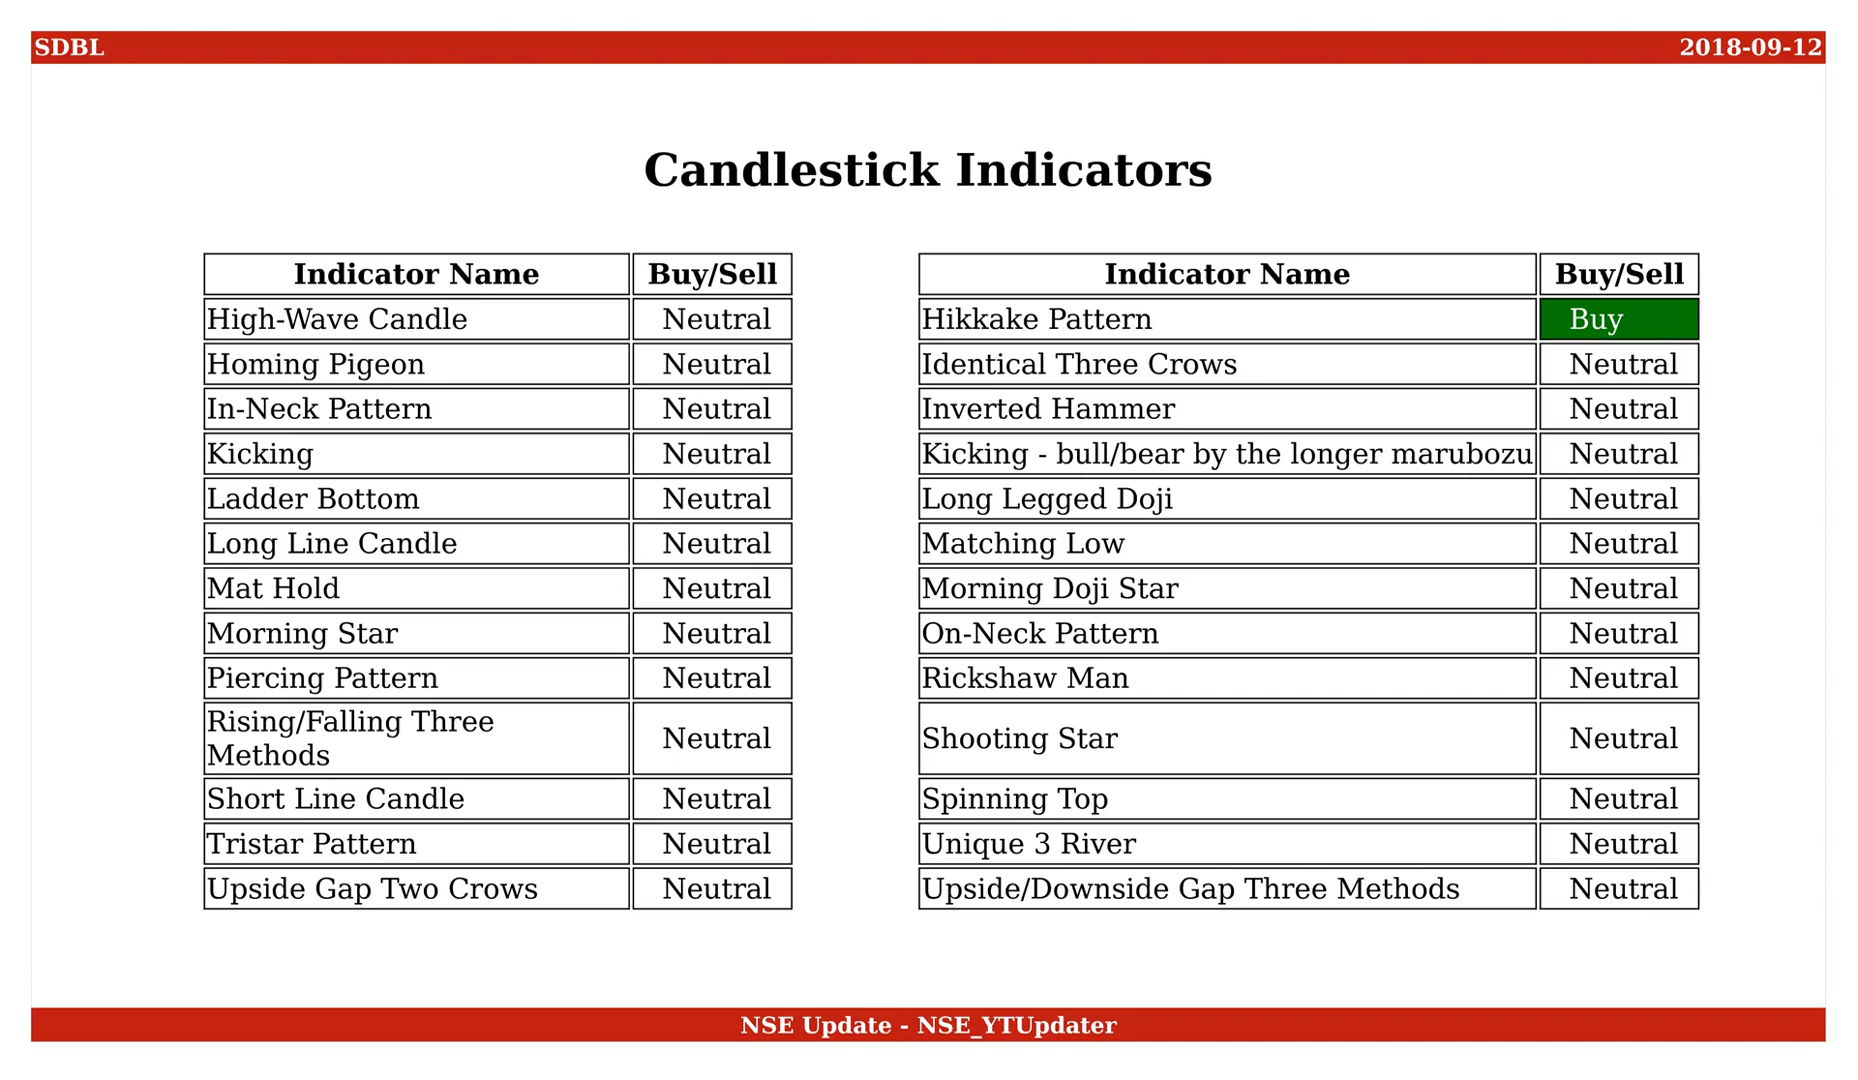 SDBL 2018-09-12
Candlestick Indicators
Indicator Name Buy/Sell Indicator Name Buy/Sell
High-Wave Candle Neutral Hikkake Pattern Buy
Homing Pigeon Neutral Identical Three Crows Neutral
In-Neck Pattern Neutral Inverted Hammer Neutral
Kicking Neutral Kicking - bull/bear by the longer marubozu Neutral
Ladder Bottom Neutral Long Legged Doji Neutral
Long Line Candle Neutral Matching Low Neutral
Mat Hold Neutral Morning Doji Star Neutral
Morning Star Neutral On-Neck Pattern Neutral
Piercing Pattern Neutral Rickshaw Man Neutral
Rising/Falling Three
Methods Neutral Shooting Star Neutral
Short Line Candle Neutral Spinning Top Neutral
Tristar Pattern Neutral Unique 3 River Neutral
Upside Gap Two Crows Neutral Upside/Downside Gap Three Methods Neutral
NSE Update - NSE_YTUpdater